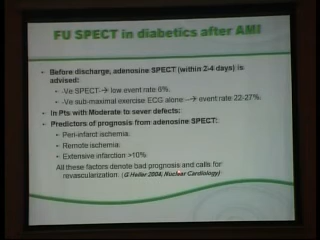 FU SPECT in diabetics after AMI
• Before discharge, adenosine SPECT (within 2-4 days) is
advised:
• -Ve SPECT:→ low event rate 6%.
• -Ve sub-maximal exercise ECG alone:→ event rate 22-27%.
• In Pts with Moderate to sever defects:
• Predictors of prognosis from adenosine SPECT:
• Peri-infarct ischemia:
• Remote ischemia:
• Extensive infarction >10%
All these factors denote bad prognosis and calls for
revascularization: (G Heller 2004; Nuclear Cardiology)